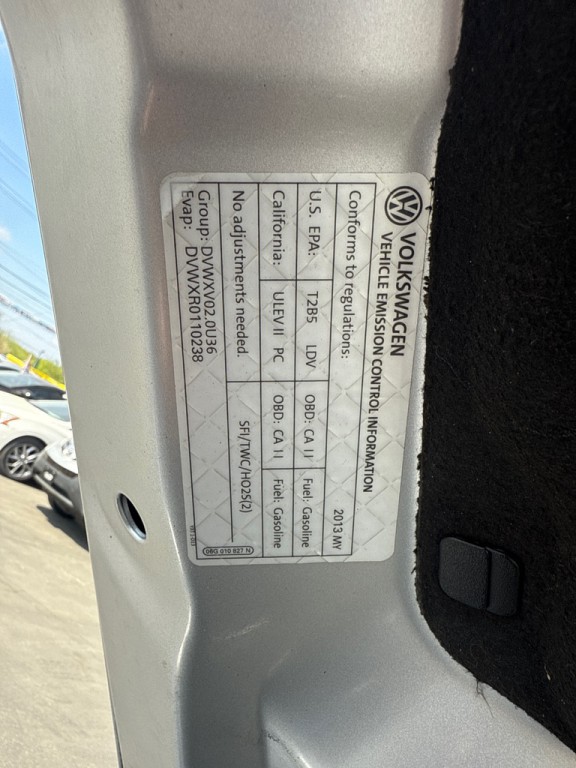 VOLKSWAGEN
VEHICLE EMISSION CONTROL INFORMATION
Conforms to regulations: 2013 MY
U.S. EPA: T2B5 LDV OBD: CA II Fuel: Gasoline
California: ULEV II PC OBD: CA II Fuel: Gasoline
No adjustments needed. SFI/TWC/HO2S(2)
Group: DVWXV02.0U36
Evap: DVWXR0110238
06G 010 827 N